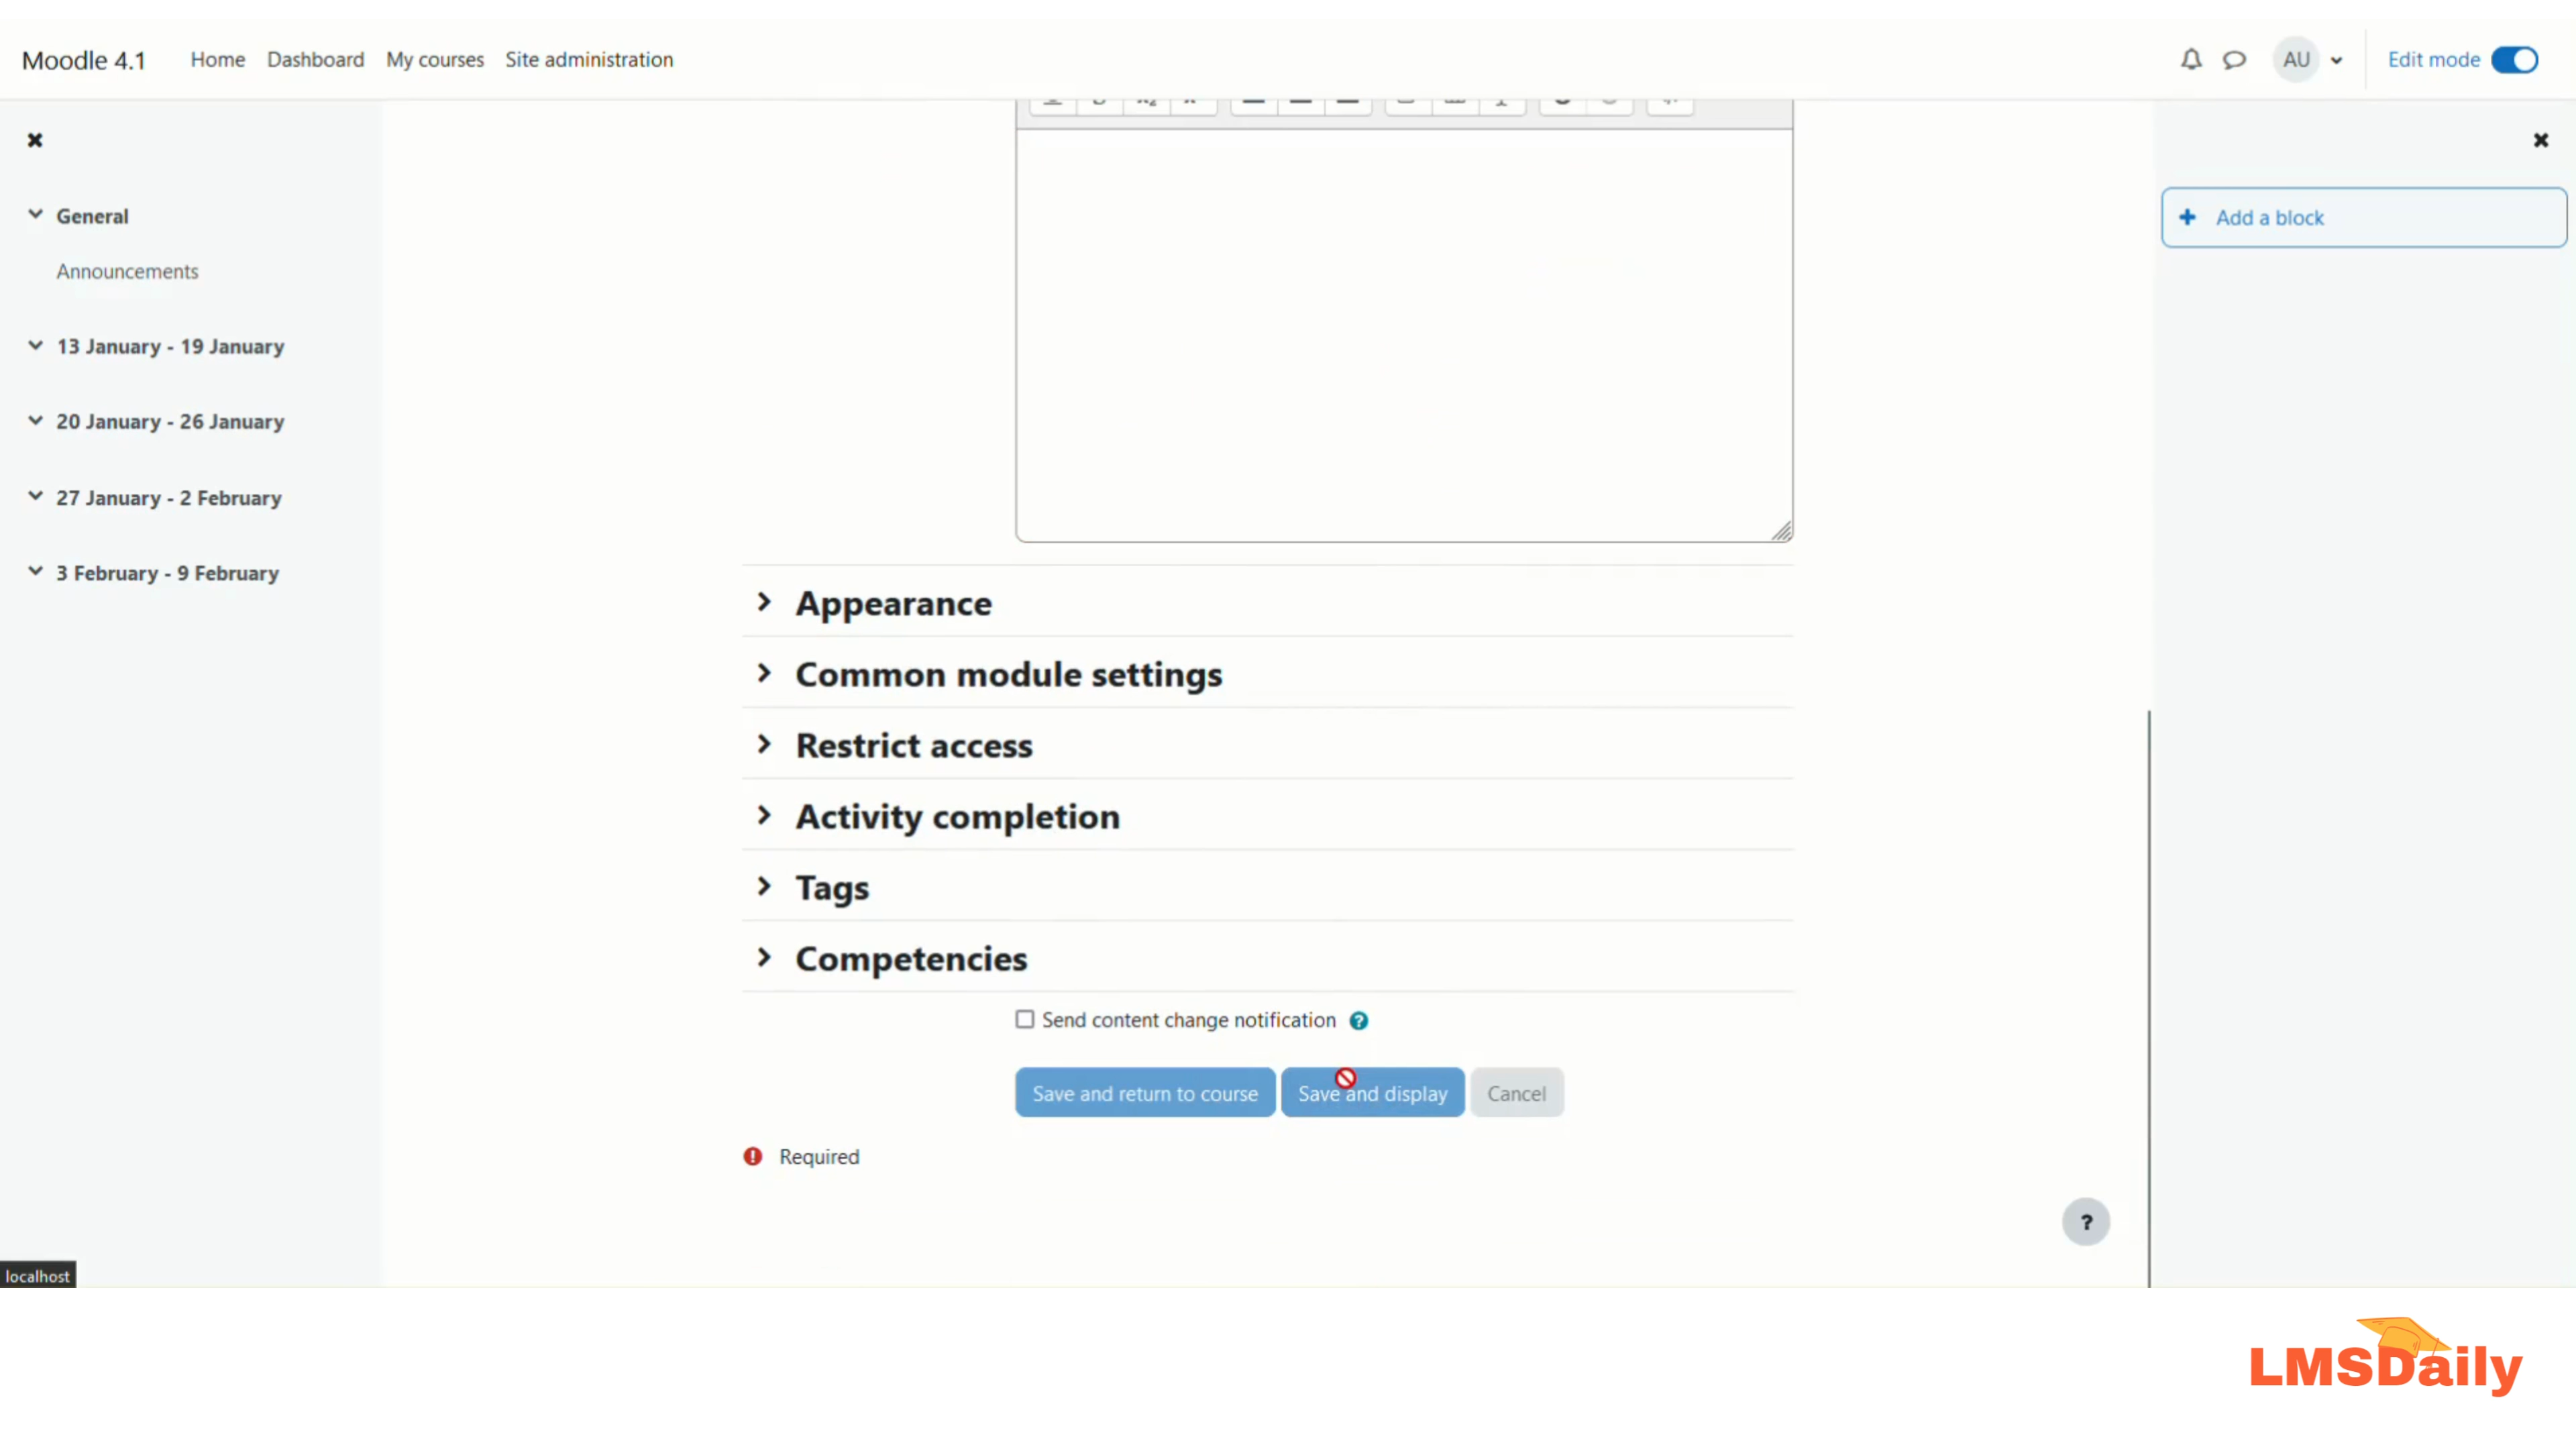 Moodle 4.1 Home Dashboard My courses Site administration AU Edit mode
General
Announcements
13 January - 19 January
20 January - 26 January
27 January - 2 February
3 February - 9 February
Add a block
Appearance
Common module settings
Restrict access
Activity completion
Tags
Competencies
Send content change notification ?
Save and return to course Save and display Cancel
! Required
?
localhost
LMSDaily